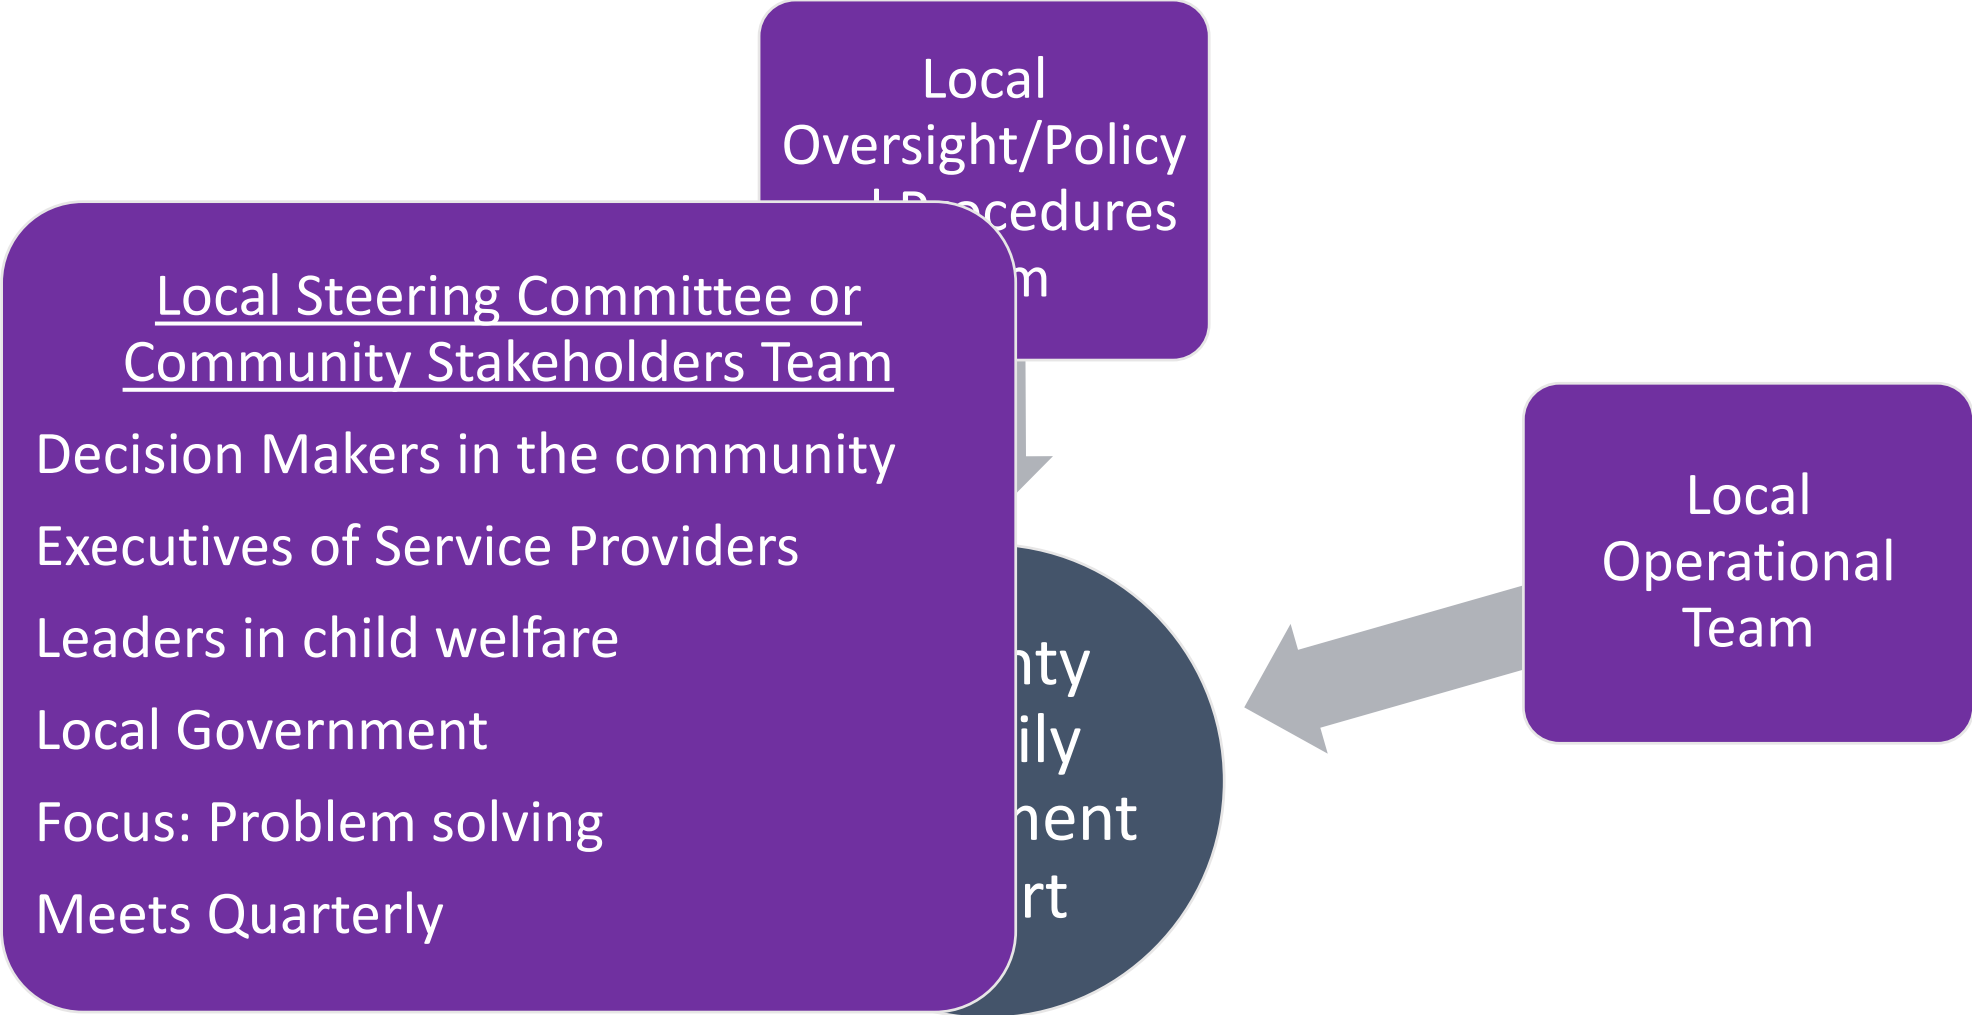 Local
Oversight/Policy
Procedures
Local Steering Committee or
Community Stakeholders Team
Decision Makers in the community
Executives of Service Providers
Leaders in child welfare
Local Government
Focus: Problem solving
Meets Quarterly
Local
Operational
Team